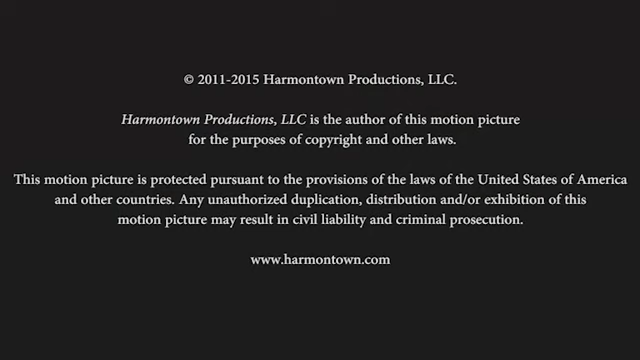 © 2011-2015 Harmontown Productions, LLC.
Harmontown Productions, LLC is the author of this motion picture
for the purposes of copyright and other laws.
This motion picture is protected pursuant to the provisions of the laws of the United States of America
and other countries. Any unauthorized duplication, distribution and/or exhibition of this
motion picture may result in civil liability and criminal prosecution.
www.harmontown.com